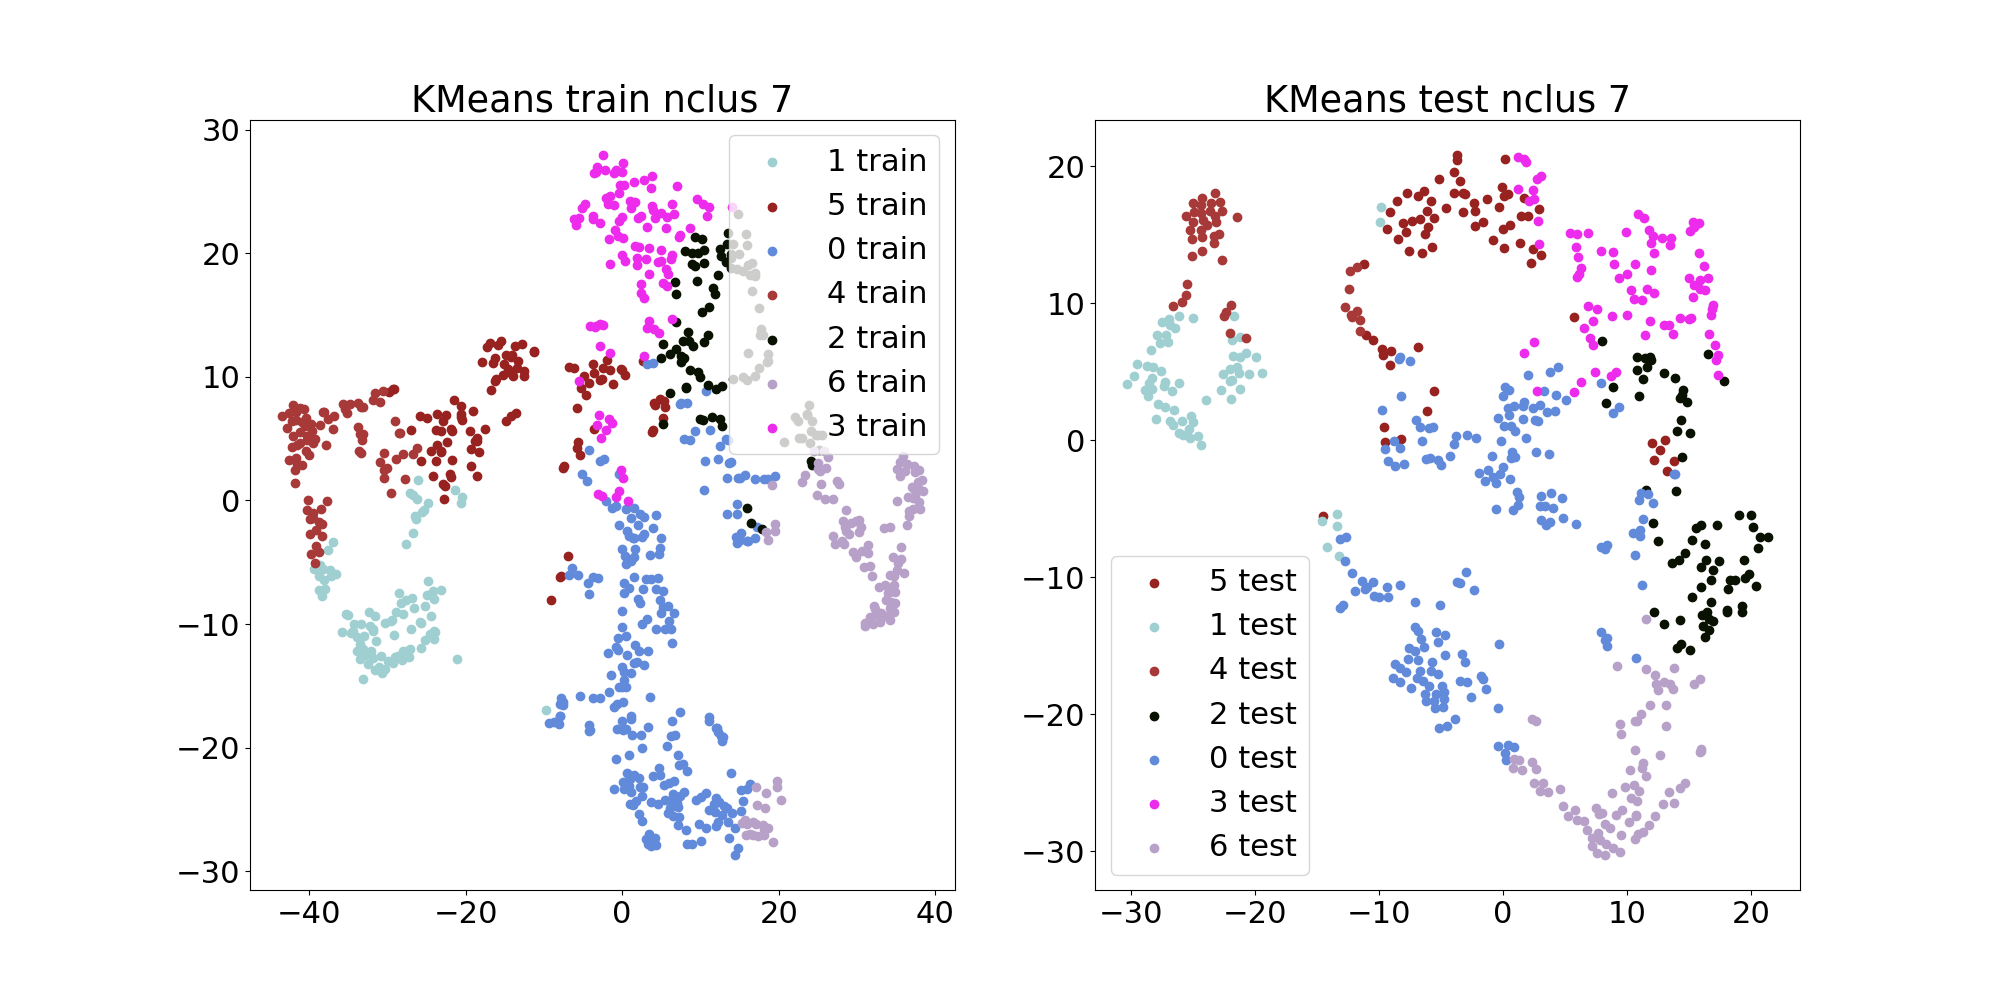 KMeans train nclus 7
30
20
10
0
−10
−20
−30
−40
−20
0
20
40
1 train
5 train
0 train
4 train
2 train
6 train
3 train
KMeans test nclus 7
20
10
0
−10
−20
−30
−30
−20
−10
0
10
20
5 test
1 test
4 test
2 test
0 test
3 test
6 test